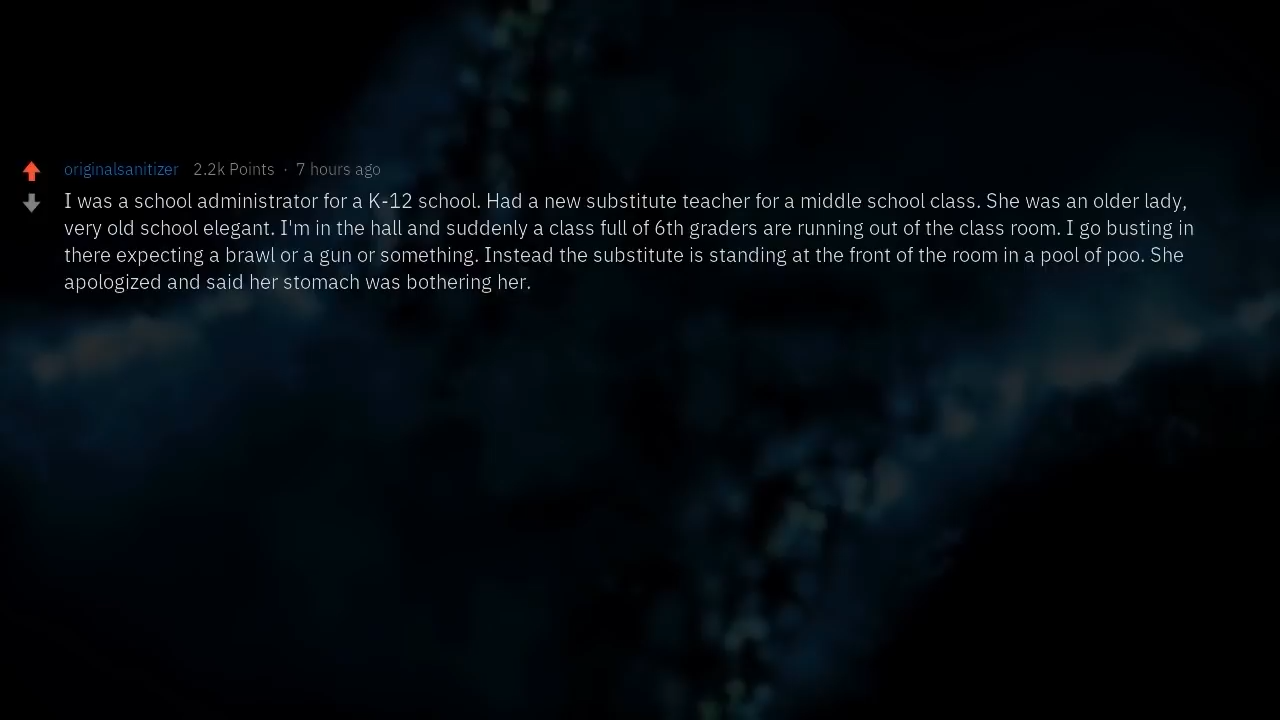 originalsanitizer 2.2k Points · 7 hours ago
I was a school administrator for a K-12 school. Had a new substitute teacher for a middle school class. She was an older lady,
very old school elegant. I'm in the hall and suddenly a class full of 6th graders are running out of the class room. I go busting in
there expecting a brawl or a gun or something. Instead the substitute is standing at the front of the room in a pool of poo. She
apologized and said her stomach was bothering her.